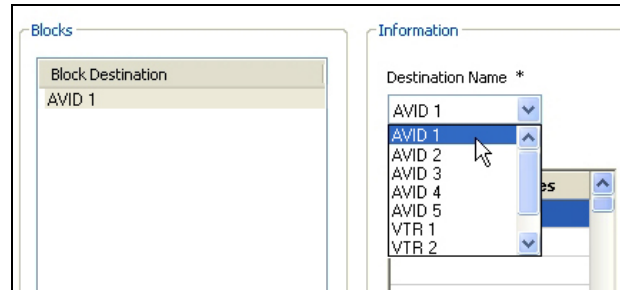 Blocks
Block Destination
AVID 1
Information
Destination Name *
AVID 1
AVID 1
AVID 2
AVID 3
AVID 4
AVID 5
VTR 1
VTR 2